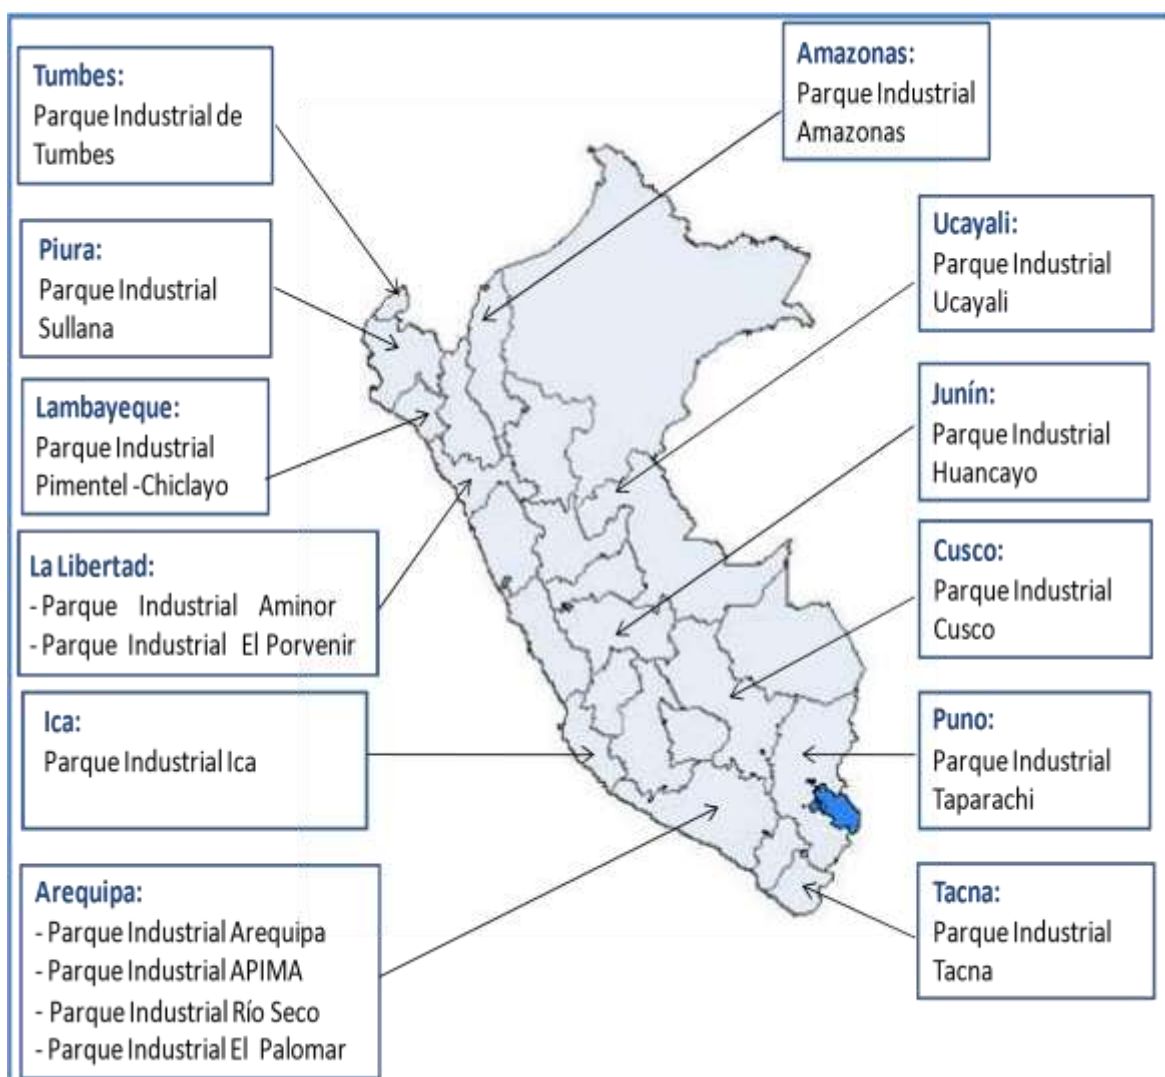 Tumbes:
Parque Industrial de
Tumbes
Piura:
Parque Industrial
Sullana
Lambayeque:
Parque Industrial
Pimentel -Chiclayo
La Libertad:
- Parque Industrial Aminor
- Parque Industrial El Porvenir
Ica:
Parque Industrial Ica
Arequipa:
- Parque Industrial Arequipa
- Parque Industrial APIMA
- Parque Industrial Río Seco
- Parque Industrial El Palomar
Amazonas:
Parque Industrial
Amazonas
Ucayali:
Parque Industrial
Ucayali
Junín:
Parque Industrial
Huancayo
Cusco:
Parque Industrial
Cusco
Puno:
Parque Industrial
Taparachi
Tacna:
Parque Industrial
Tacna